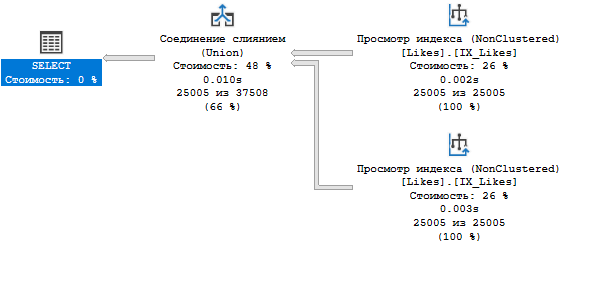 SELECT
Стоимость: 0 %
Соединение слиянием
(Union)
Стоимость: 48 %
0.010s
25005 из 37508
(66 %)
Просмотр индекса (NonClustered)
[Likes].[IX_Likes]
Стоимость: 26 %
0.002s
25005 из 25005
(100 %)
Просмотр индекса (NonClustered)
[Likes].[IX_Likes]
Стоимость: 26 %
0.003s
25005 из 25005
(100 %)